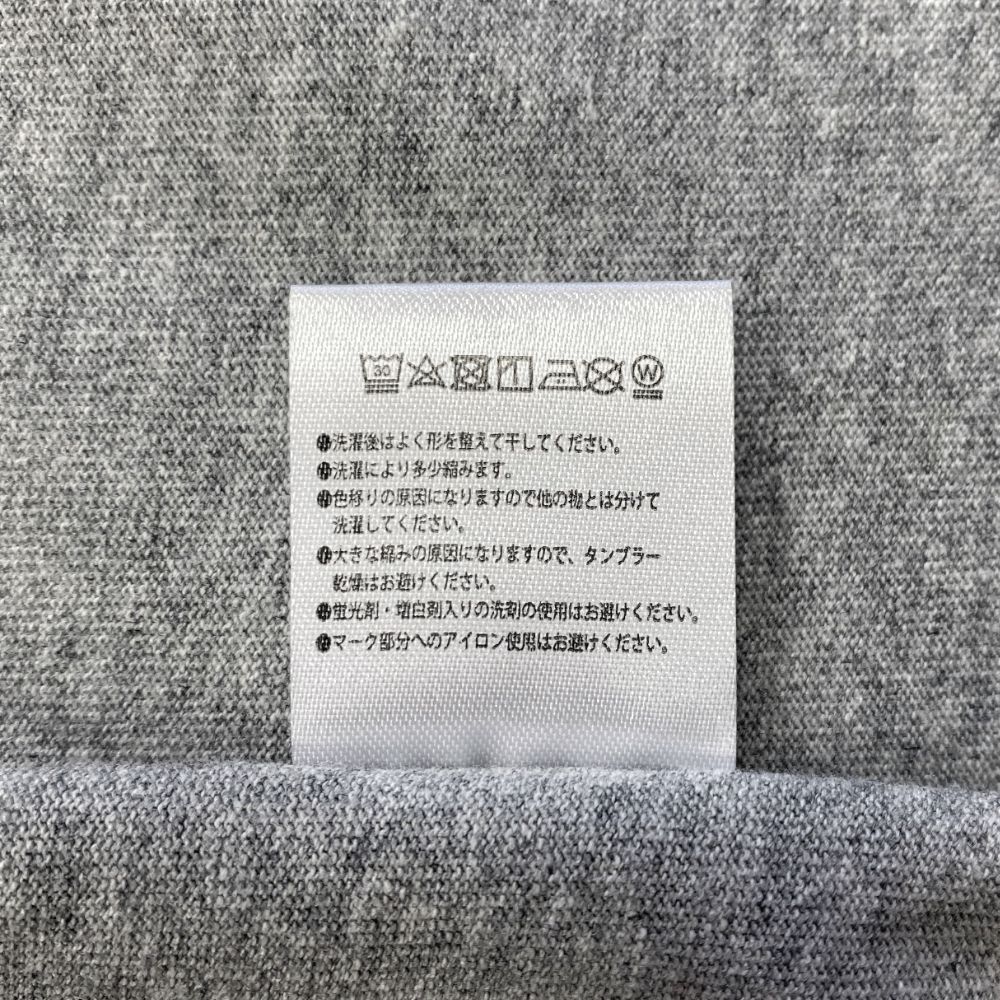 30 W
●洗濯後はよく形を整えて干してください。
●洗濯により多少縮みます。
●色移りの原因になりますので他の物とは分けて
洗濯してください。
●大きな縮みの原因になりますので、タンブラー
乾燥はお避けください。
●蛍光剤・増白剤入りの洗剤の使用はお避けください。
●マーク部分へのアイロン使用はお避けください。